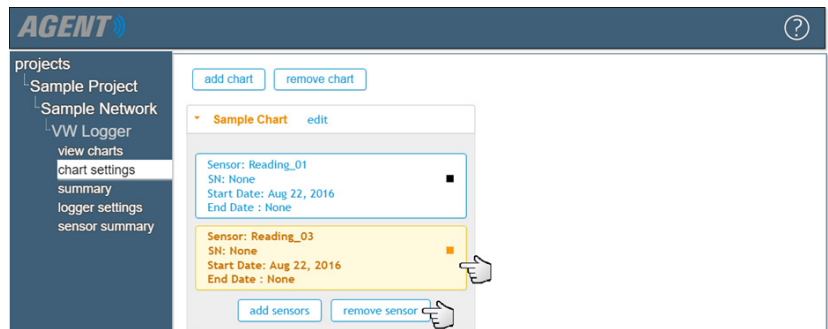 AGENT
?
projects
Sample Project
Sample Network
VW Logger
view charts
chart settings
summary
logger settings
sensor summary
add chart remove chart
Sample Chart edit
Sensor: Reading_01
SN: None
Start Date: Aug 22, 2016
End Date : None
Sensor: Reading_03
SN: None
Start Date: Aug 22, 2016
End Date : None
add sensors remove sensor